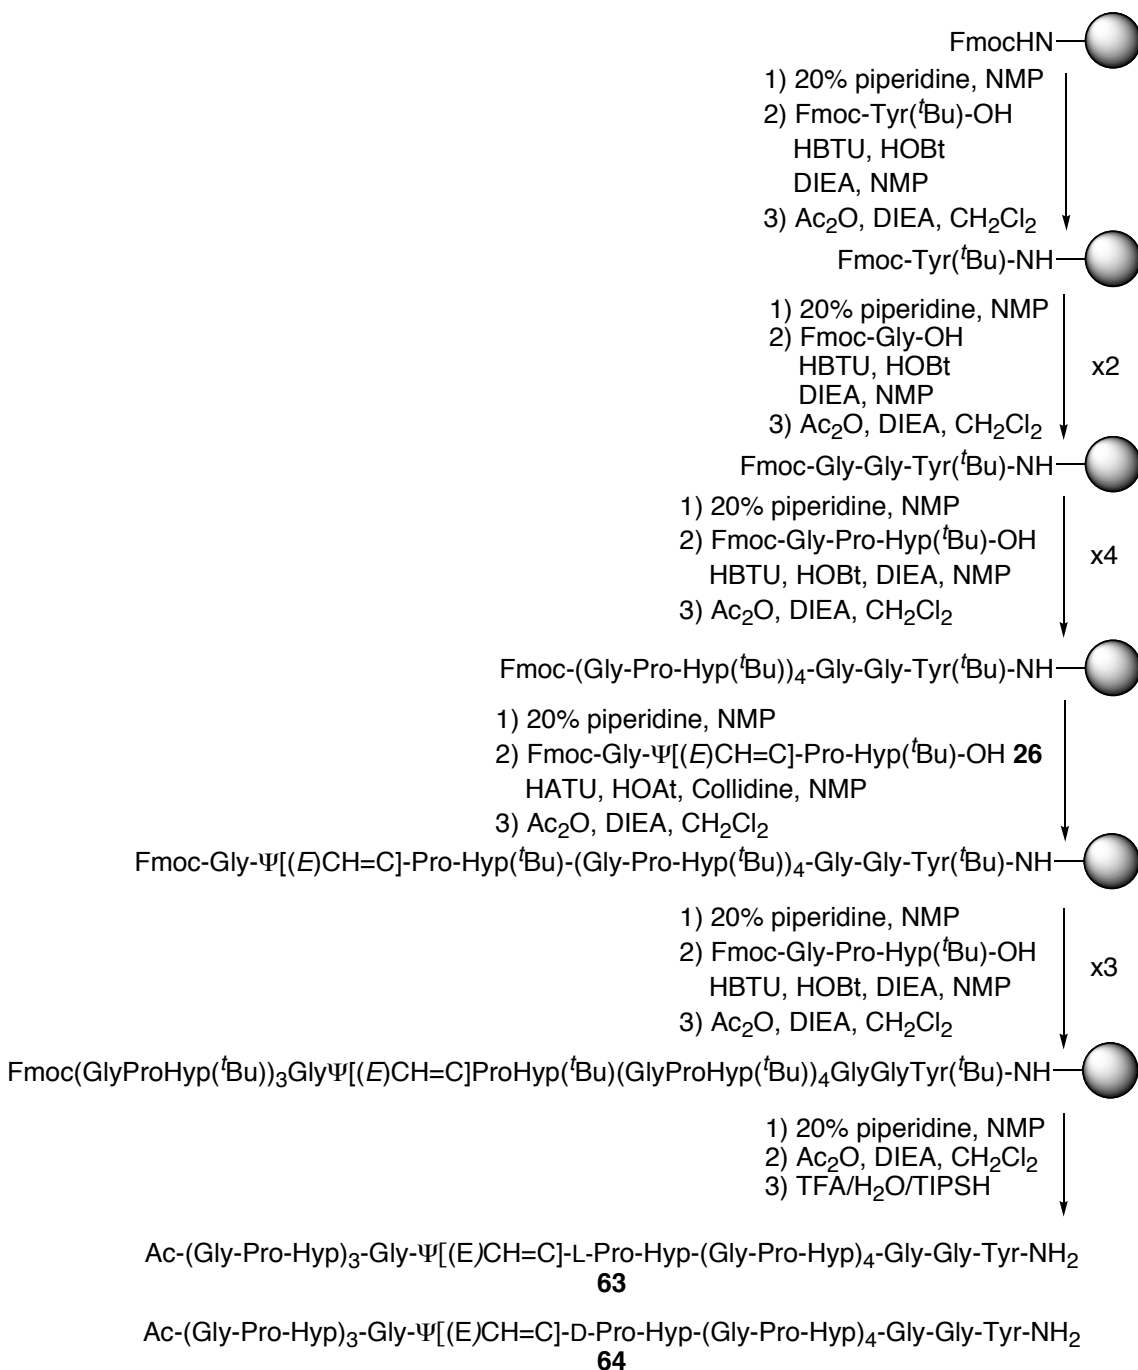 FmocHN
1) 20% piperidine, NMP
2) Fmoc-Tyr(ᵗBu)-OH
HBTU, HOBt
DIEA, NMP
3) Ac₂O, DIEA, CH₂Cl₂
Fmoc-Tyr(ᵗBu)-NH
1) 20% piperidine, NMP
2) Fmoc-Gly-OH
HBTU, HOBt
DIEA, NMP
3) Ac₂O, DIEA, CH₂Cl₂
x2
Fmoc-Gly-Gly-Tyr(ᵗBu)-NH
1) 20% piperidine, NMP
2) Fmoc-Gly-Pro-Hyp(ᵗBu)-OH
HBTU, HOBt, DIEA, NMP
3) Ac₂O, DIEA, CH₂Cl₂
x4
Fmoc-(Gly-Pro-Hyp(ᵗBu))₄-Gly-Gly-Tyr(ᵗBu)-NH
1) 20% piperidine, NMP
2) Fmoc-Gly-Ψ[(E)CH=C]-Pro-Hyp(ᵗBu)-OH 26
HATU, HOAt, Collidine, NMP
3) Ac₂O, DIEA, CH₂Cl₂
Fmoc-Gly-Ψ[(E)CH=C]-Pro-Hyp(ᵗBu)-(Gly-Pro-Hyp(ᵗBu))₄-Gly-Gly-Tyr(ᵗBu)-NH
1) 20% piperidine, NMP
2) Fmoc-Gly-Pro-Hyp(ᵗBu)-OH
HBTU, HOBt, DIEA, NMP
3) Ac₂O, DIEA, CH₂Cl₂
x3
Fmoc(GlyProHyp(ᵗBu))₃GlyΨ[(E)CH=C]ProHyp(ᵗBu)(GlyProHyp(ᵗBu))₄GlyGlyTyr(ᵗBu)-NH
1) 20% piperidine, NMP
2) Ac₂O, DIEA, CH₂Cl₂
3) TFA/H₂O/TIPSH
Ac-(Gly-Pro-Hyp)₃-Gly-Ψ[(E)CH=C]-L-Pro-Hyp-(Gly-Pro-Hyp)₄-Gly-Gly-Tyr-NH₂
63
Ac-(Gly-Pro-Hyp)₃-Gly-Ψ[(E)CH=C]-D-Pro-Hyp-(Gly-Pro-Hyp)₄-Gly-Gly-Tyr-NH₂
64